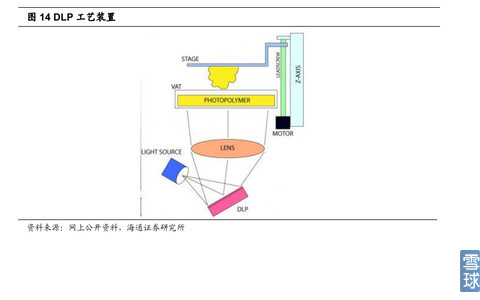 图 14 DLP 工艺装置
STAGE
LEADSCREW
Z-AXIS
VAT
PHOTOPOLYMER
MOTOR
LENS
LIGHT SOURCE
DLP
资料来源：网上公开资料，海通证券研究所
雪球